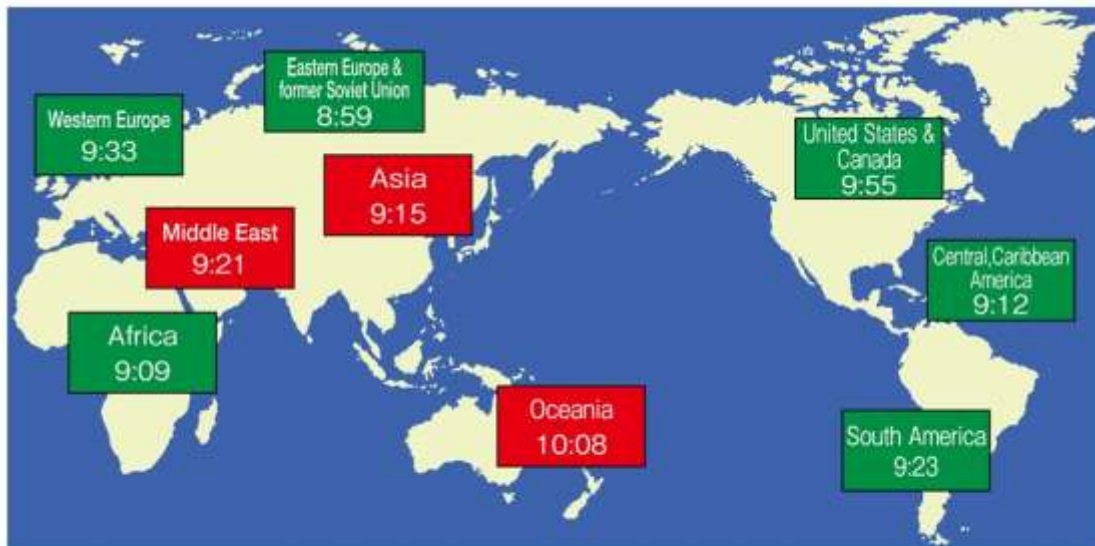 Eastern Europe &
former Soviet Union
8:59
Western Europe
9:33
United States &
Canada
9:55
Asia
9:15
Middle East
9:21
Central,Caribbean
America
9:12
Africa
9:09
Oceania
10:08
South America
9:23